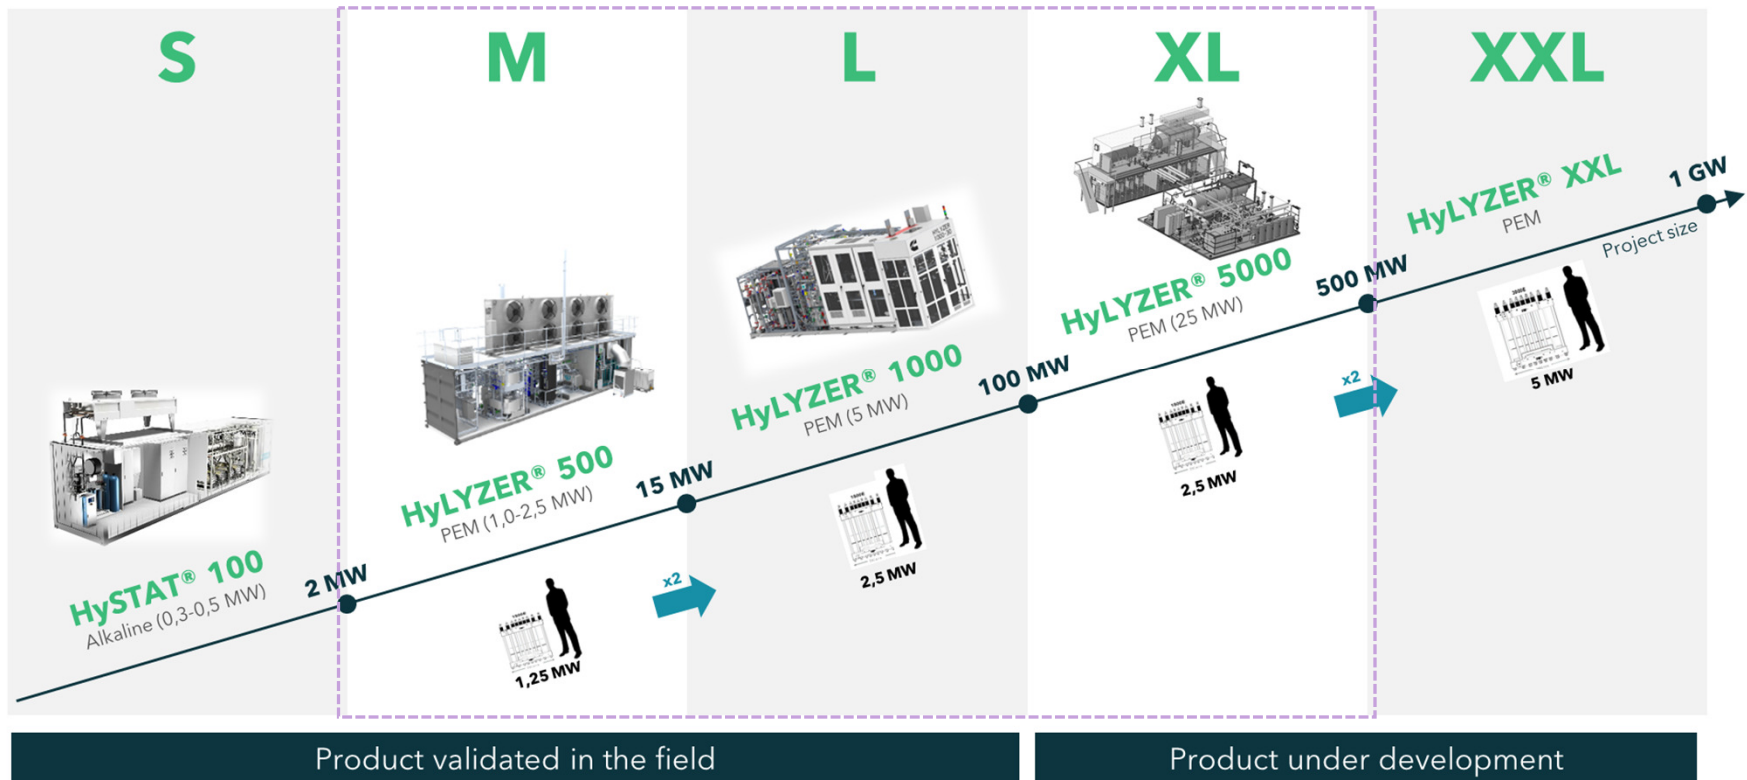 S
M
L
XL
XXL
HySTAT® 100
Alkaline (0,3-0,5 MW)
2 MW
HyLYZER® 500
PEM (1,0-2,5 MW)
1,25 MW
15 MW
x2
HyLYZER® 1000
PEM (5 MW)
2,5 MW
100 MW
HyLYZER® 5000
PEM (25 MW)
2,5 MW
500 MW
x2
HyLYZER® XXL
PEM
5 MW
1 GW
Project size
Product validated in the field
Product under development